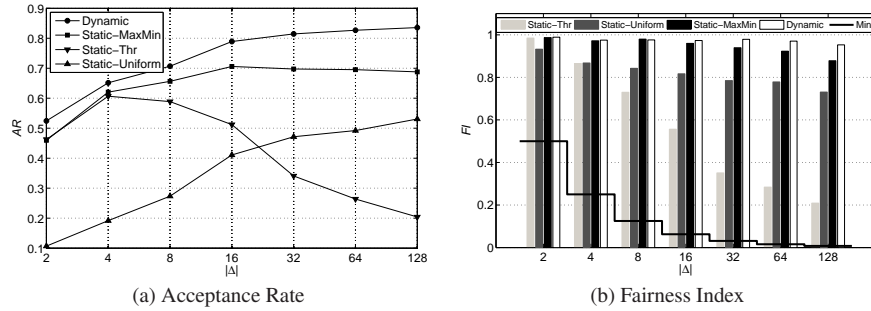 0.9
0.8
0.7
0.6
0.5
0.4
0.3
0.2
0.1
AR
Dynamic
Static-MaxMin
Static-Thr
Static-Uniform
2 4 8 16 32 64 128
|Δ|
(a) Acceptance Rate
Static-Thr Static-Uniform Static-MaxMin Dynamic Min
1
0.8
0.6
0.4
0.2
0
FI
2 4 8 16 32 64 128
|Δ|
(b) Fairness Index